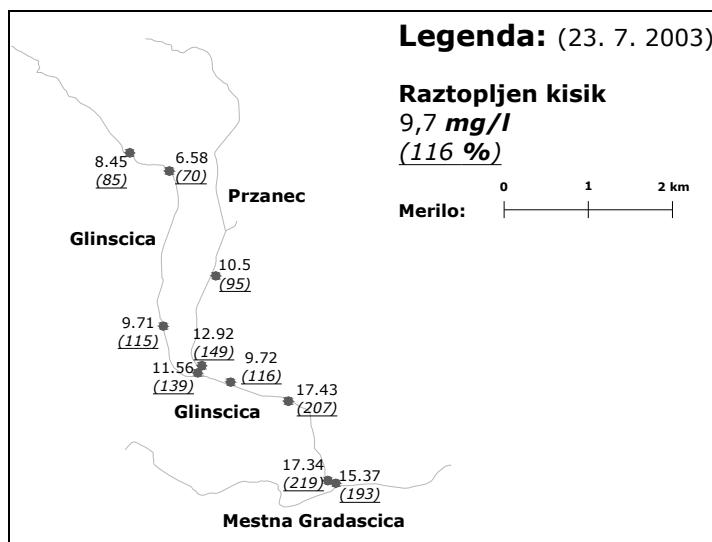 Legenda: (23. 7. 2003)
Raztopljen kisik
9,7 mg/l
(116 %)
0 1 2 km
Merilo:
8.45
(85)
6.58
(70)
Przanec
Glinscica
10.5
(95)
9.71
(115)
12.92
(149)
9.72
(116)
11.56
(139)
17.43
(207)
Glinscica
17.34
(219)
15.37
(193)
Mestna Gradascica